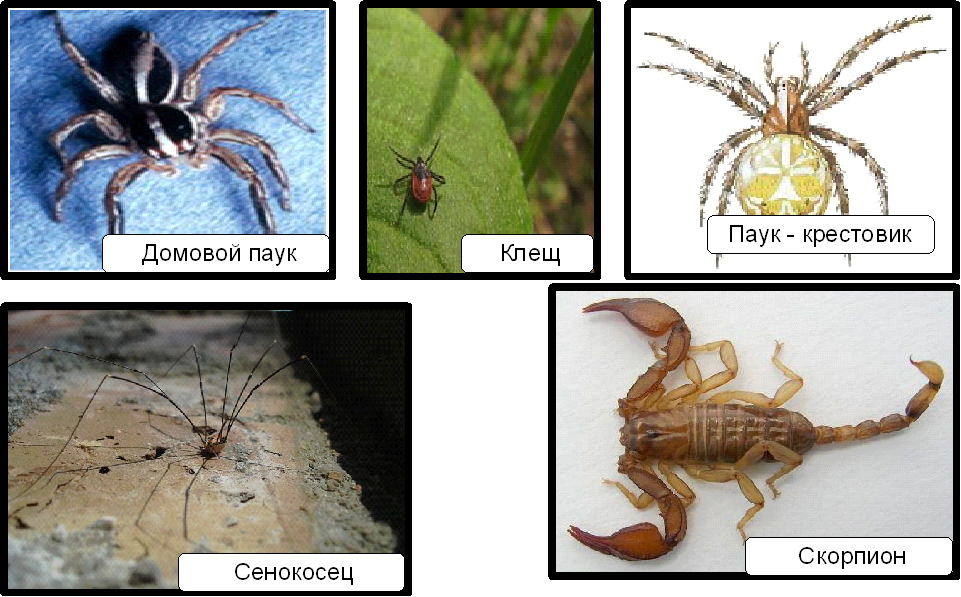 Домовой паук
Клещ
Паук - крестовик
Сенокосец
Скорпион